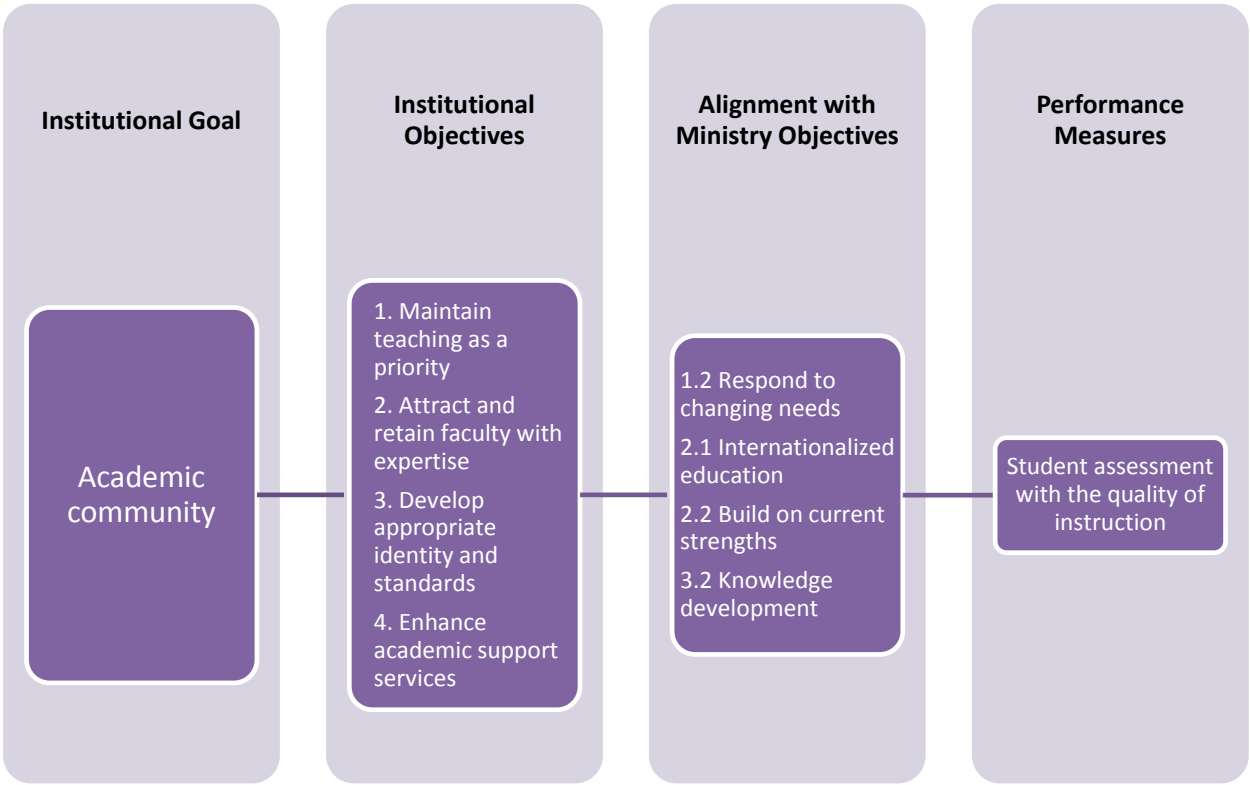 Institutional Goal
Institutional
Objectives
Alignment with
Ministry Objectives
Performance
Measures
Academic
community
1. Maintain
teaching as a
priority
2. Attract and
retain faculty with
expertise
3. Develop
appropriate
identity and
standards
4. Enhance
academic support
services
1.2 Respond to
changing needs
2.1 Internationalized
education
2.2 Build on current
strengths
3.2 Knowledge
development
Student assessment
with the quality of
instruction